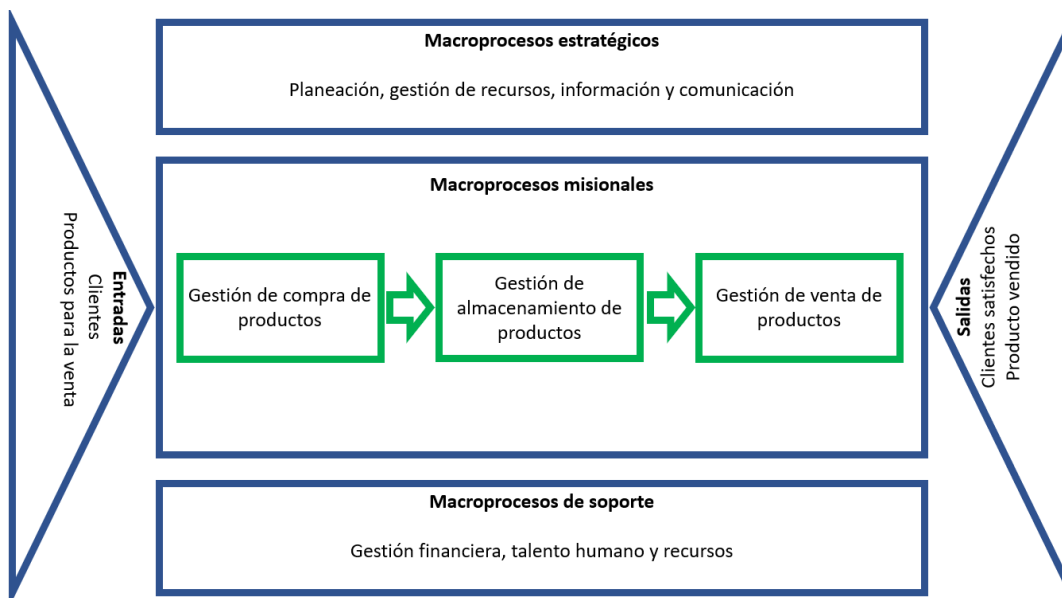 Macroprocesos estratégicos
Planeación, gestión de recursos, información y comunicación
Entradas
Clientes
Productos para la venta
Macroprocesos misionales
Gestión de compra de
productos
Gestión de
almacenamiento de
productos
Gestión de venta de
productos
Salidas
Clientes satisfechos
Producto vendido
Macroprocesos de soporte
Gestión financiera, talento humano y recursos